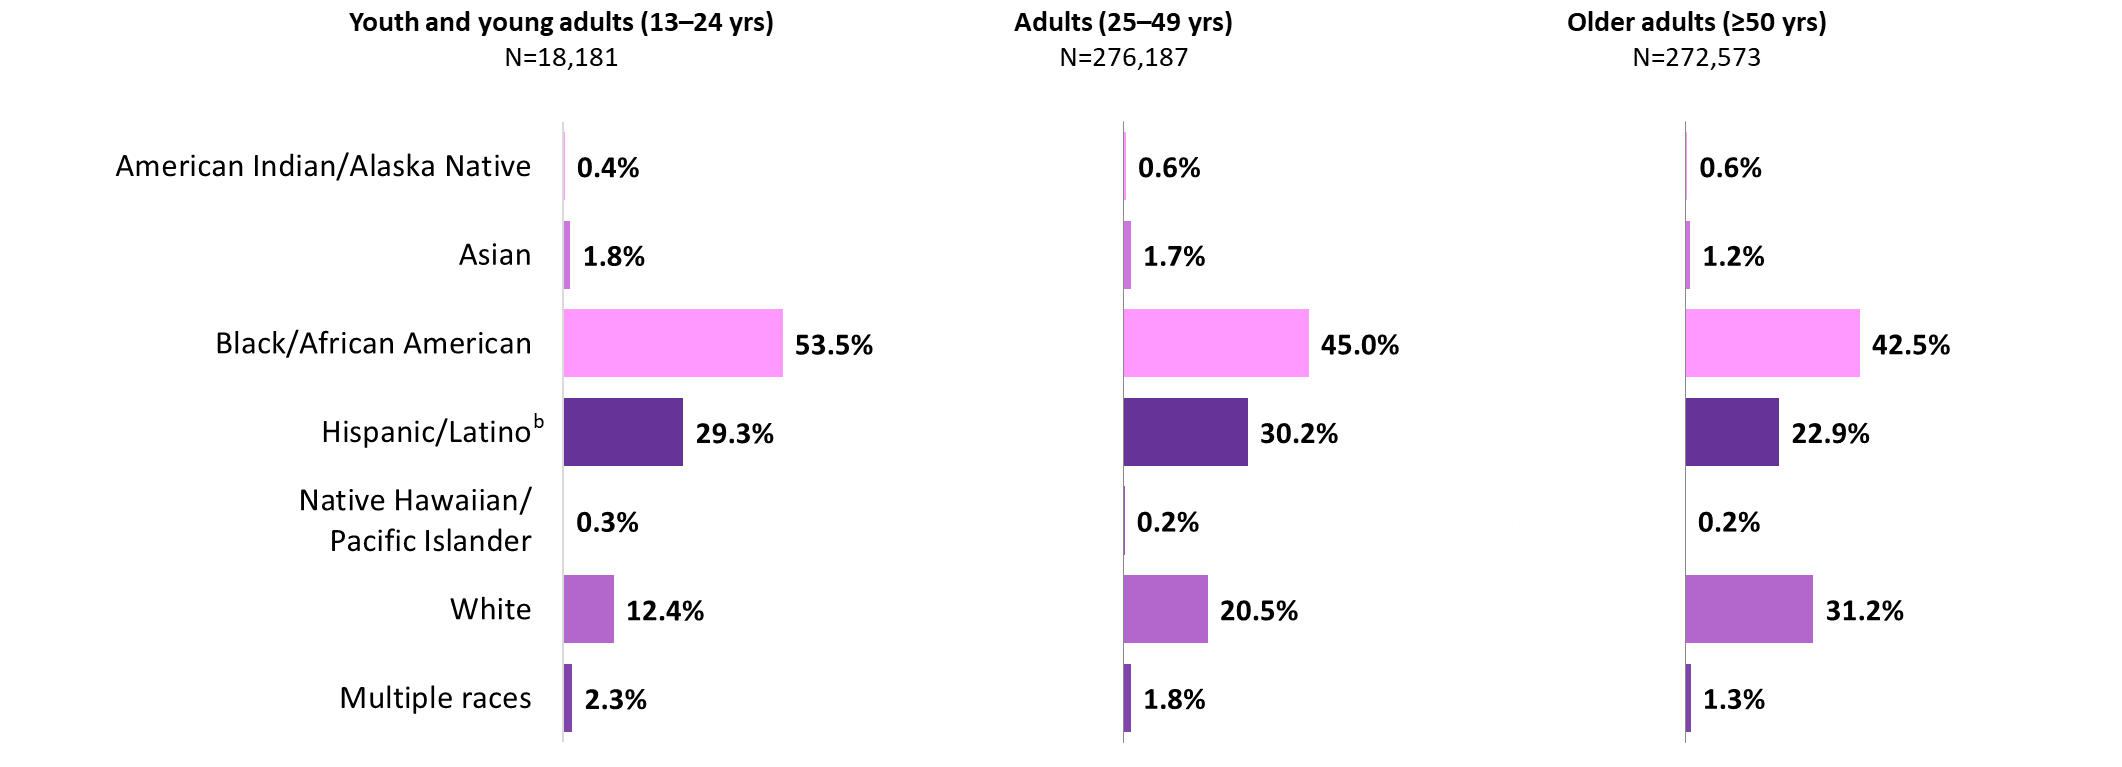 Youth and young adults (13–24 yrs)
N=18,181
Adults (25–49 yrs)
N=276,187
Older adults (≥50 yrs)
N=272,573
American Indian/Alaska Native 0.4% 0.6% 0.6%
Asian 1.8% 1.7% 1.2%
Black/African American 53.5% 45.0% 42.5%
Hispanic/Latinoᵇ 29.3% 30.2% 22.9%
Native Hawaiian/
Pacific Islander 0.3% 0.2% 0.2%
White 12.4% 20.5% 31.2%
Multiple races 2.3% 1.8% 1.3%